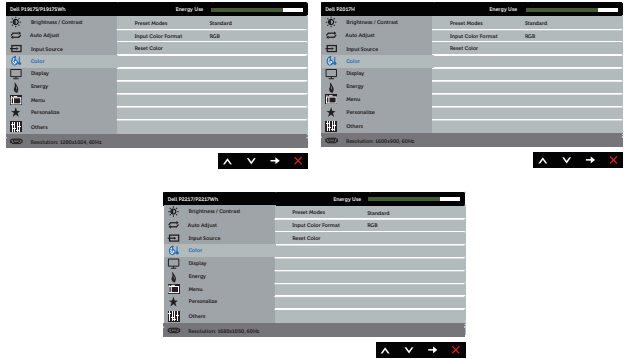 Dell P1917S/P1917SWh
Energy Use
Brightness / Contrast
Preset Modes
Standard
Auto Adjust
Input Color Format
RGB
Input Source
Reset Color
Color
Display
Energy
Menu
Personalize
Others
Resolution: 1280x1024, 60Hz
Dell P2017H
Energy Use
Brightness / Contrast
Preset Modes
Standard
Auto Adjust
Input Color Format
RGB
Input Source
Reset Color
Color
Display
Energy
Menu
Personalize
Others
Resolution: 1600x900, 60Hz
Dell P2217/P2217Wh
Energy Use
Brightness / Contrast
Preset Modes
Standard
Auto Adjust
Input Color Format
RGB
Input Source
Reset Color
Color
Display
Energy
Menu
Personalize
Others
Resolution: 1680x1050, 60Hz